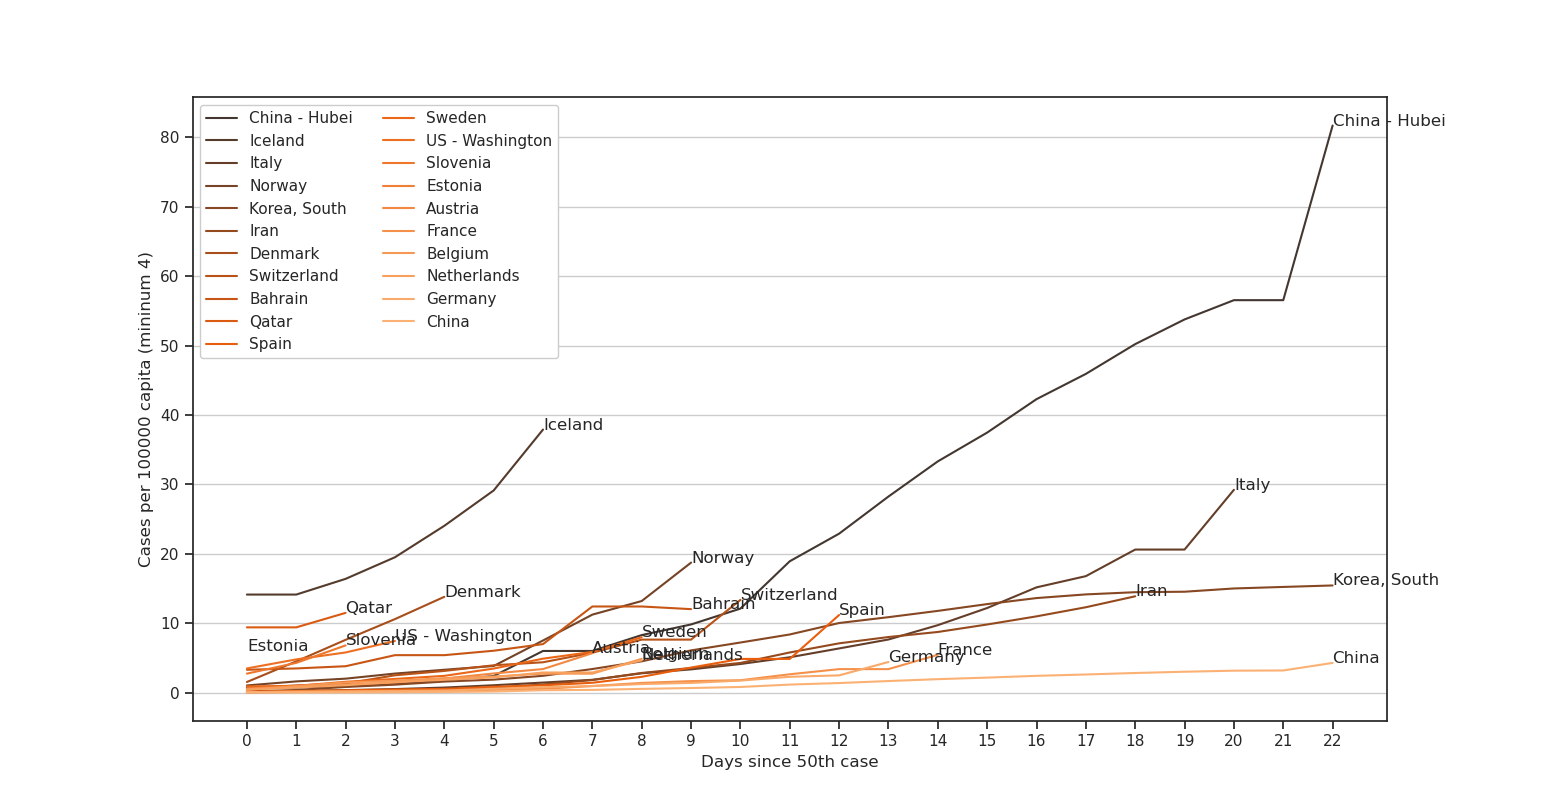 China - Hubei
Iceland
Italy
Norway
Korea, South
Iran
Denmark
Switzerland
Bahrain
Qatar
Spain
Sweden
US - Washington
Slovenia
Estonia
Austria
France
Belgium
Netherlands
Germany
China
Cases per 100000 capita (mininum 4)
80
70
60
50
40
30
20
10
0
China - Hubei
Iceland
Italy
Norway
Korea, South
Iran
Denmark
Switzerland
Bahrain
Qatar
Spain
Sweden
US - Washington
Slovenia
Estonia
Austria
France
Belgium
Netherlands
Germany
China
0 1 2 3 4 5 6 7 8 9 10 11 12 13 14 15 16 17 18 19 20 21 22
Days since 50th case